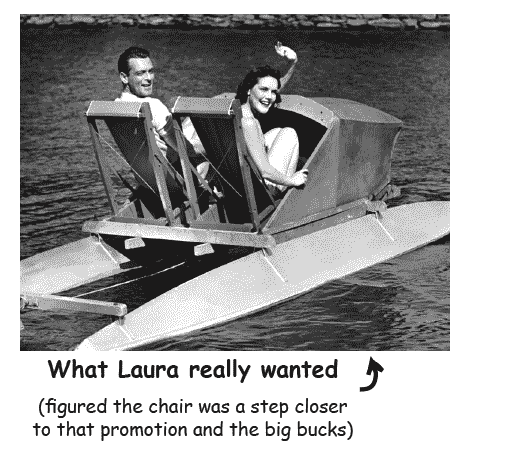 What Laura really wanted
(figured the chair was a step closer
to that promotion and the big bucks)